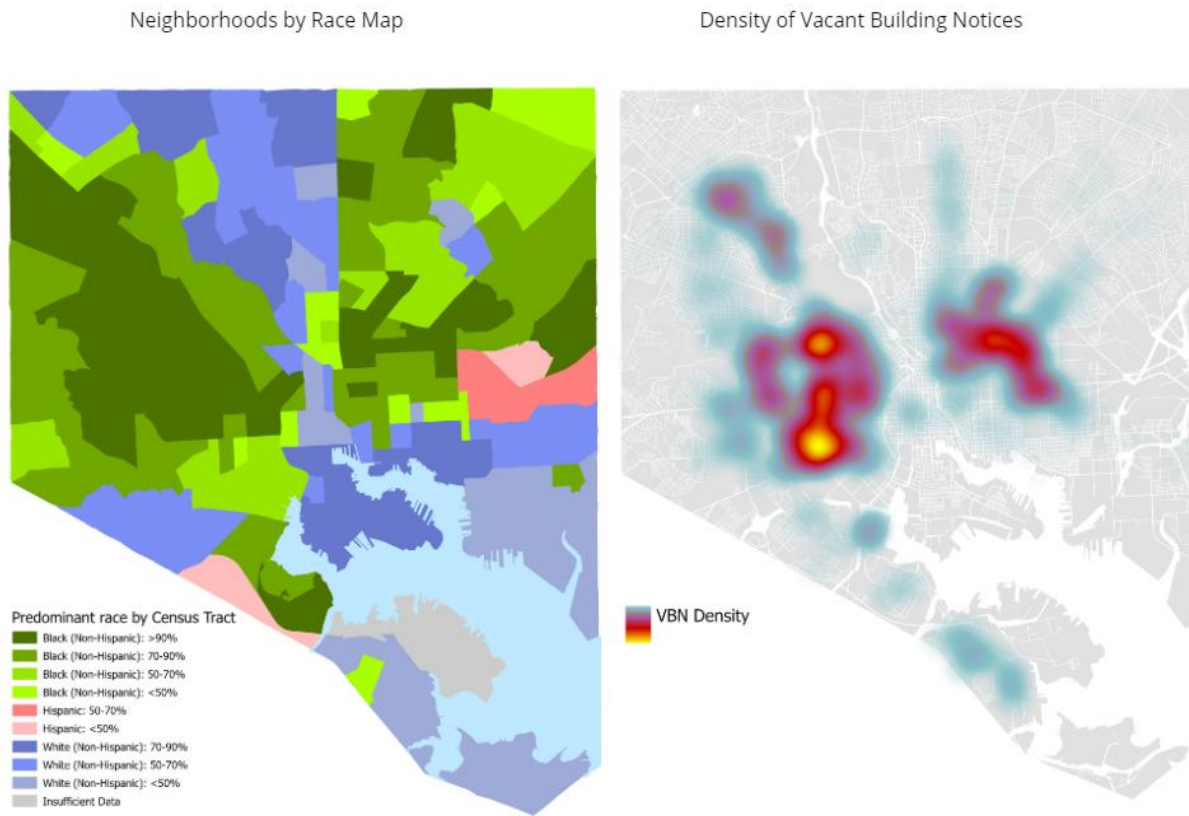 Neighborhoods by Race Map
Density of Vacant Building Notices
Predominant race by Census Tract
Black (Non-Hispanic): >90%
Black (Non-Hispanic): 70-90%
Black (Non-Hispanic): 50-70%
Black (Non-Hispanic): <50%
Hispanic: 50-70%
Hispanic: <50%
White (Non-Hispanic): 70-90%
White (Non-Hispanic): 50-70%
White (Non-Hispanic): <50%
Insufficient Data
VBN Density